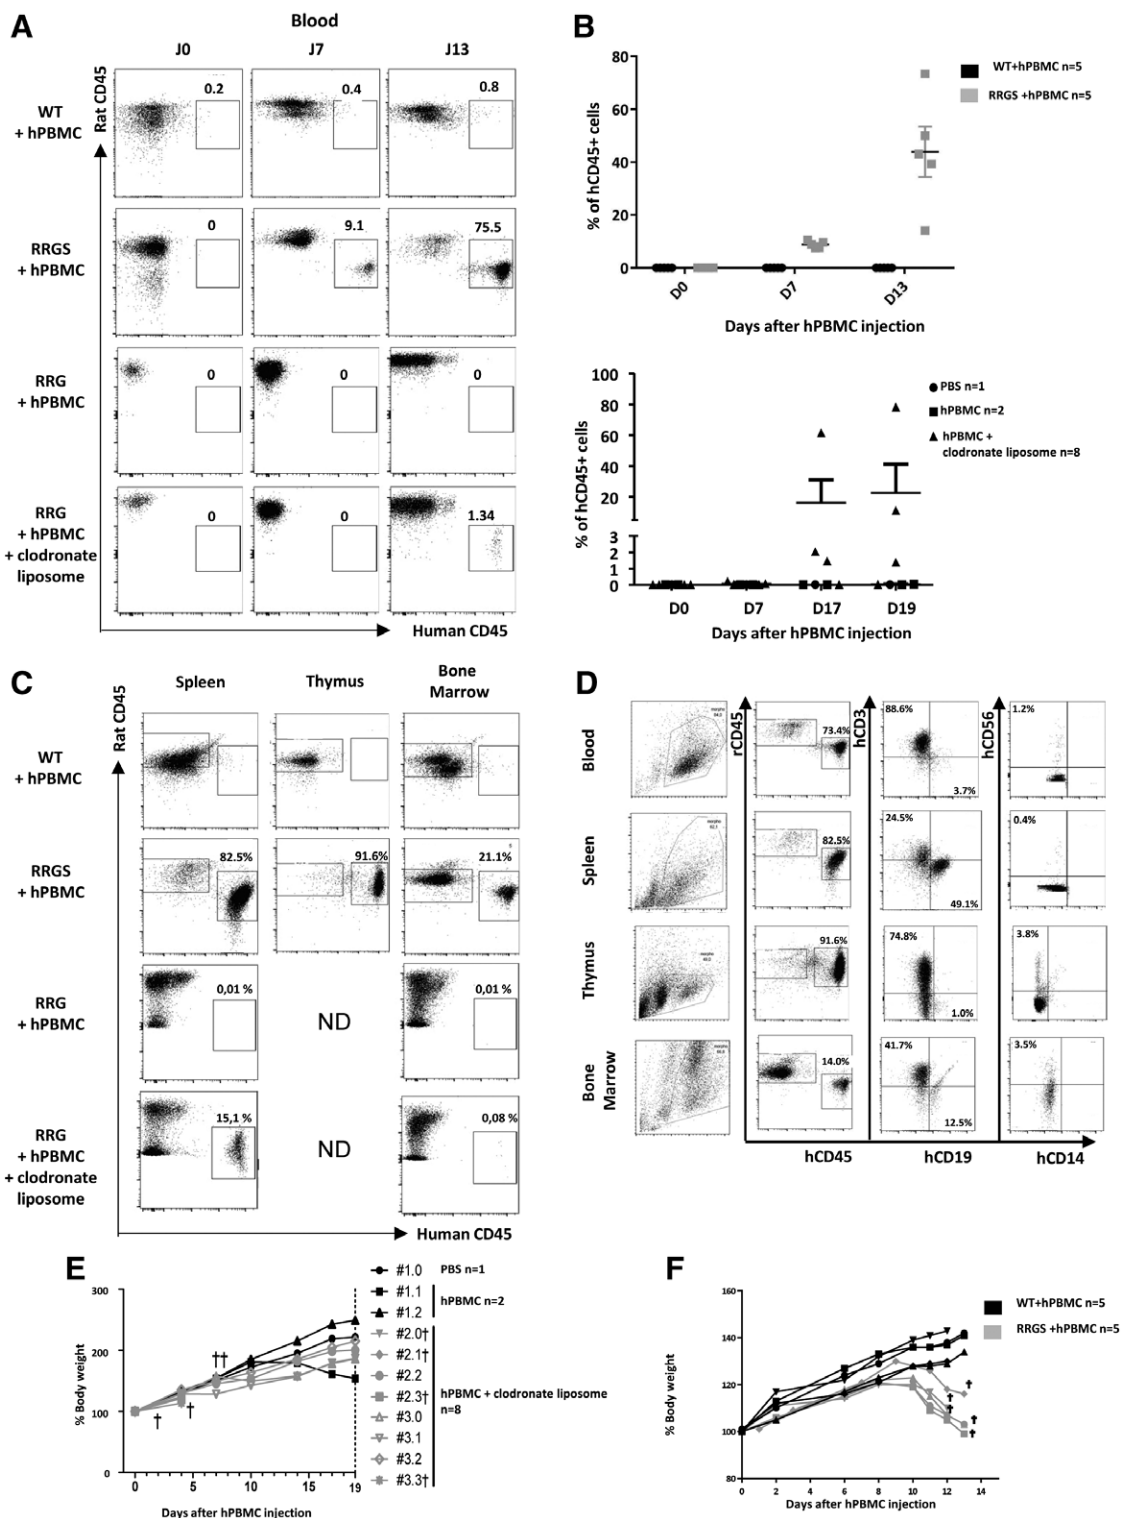 A
Blood
J0
J7
J13
Rat CD45
WT
+ hPBMC
0.2
0.4
0.8
RRGS
+ hPBMC
0
9.1
75.5
RRG
+ hPBMC
0
0
0
RRG
+ hPBMC
+ clodronate
liposome
0
0
1.34
Human CD45
B
% of hCD45+ cells
80
60
40
20
0
D0
D7
D13
Days after hPBMC injection
WT+hPBMC n=5
RRGS +hPBMC n=5
% of hCD45+ cells
100
80
60
40
20
3
2
1
0
D0
D7
D17
D19
Days after hPBMC injection
PBS n=1
hPBMC n=2
hPBMC +
clodronate liposome n=8
C
Spleen
Thymus
Bone
Marrow
Rat CD45
WT
+ hPBMC
RRGS
+ hPBMC
82.5%
91.6%
21.1%
RRG
+ hPBMC
0,01 %
ND
0,01 %
RRG
+ hPBMC
+ clodronate
liposome
15,1 %
ND
0,08 %
Human CD45
D
rCD45
hCD3
hCD56
Blood
73.4%
88.6%
3.7%
1.2%
Spleen
82.5%
24.5%
49.1%
0.4%
Thymus
91.6%
74.8%
1.0%
3.8%
Bone
Marrow
14.0%
41.7%
12.5%
3.5%
hCD45
hCD19
hCD14
E
% Body weight
300
200
100
0
0
5
10
15
19
Days after hPBMC injection
††
†
†
#1.0
PBS n=1
#1.1
#1.2
hPBMC n=2
#2.0†
#2.1†
#2.2
#2.3†
#3.0
#3.1
#3.2
#3.3†
hPBMC + clodronate liposome
n=8
F
% Body weight
160
140
120
100
80
0
2
4
6
8
10
12
14
Days after hPBMC injection
WT+hPBMC n=5
RRGS +hPBMC n=5
†
†
†
†
†